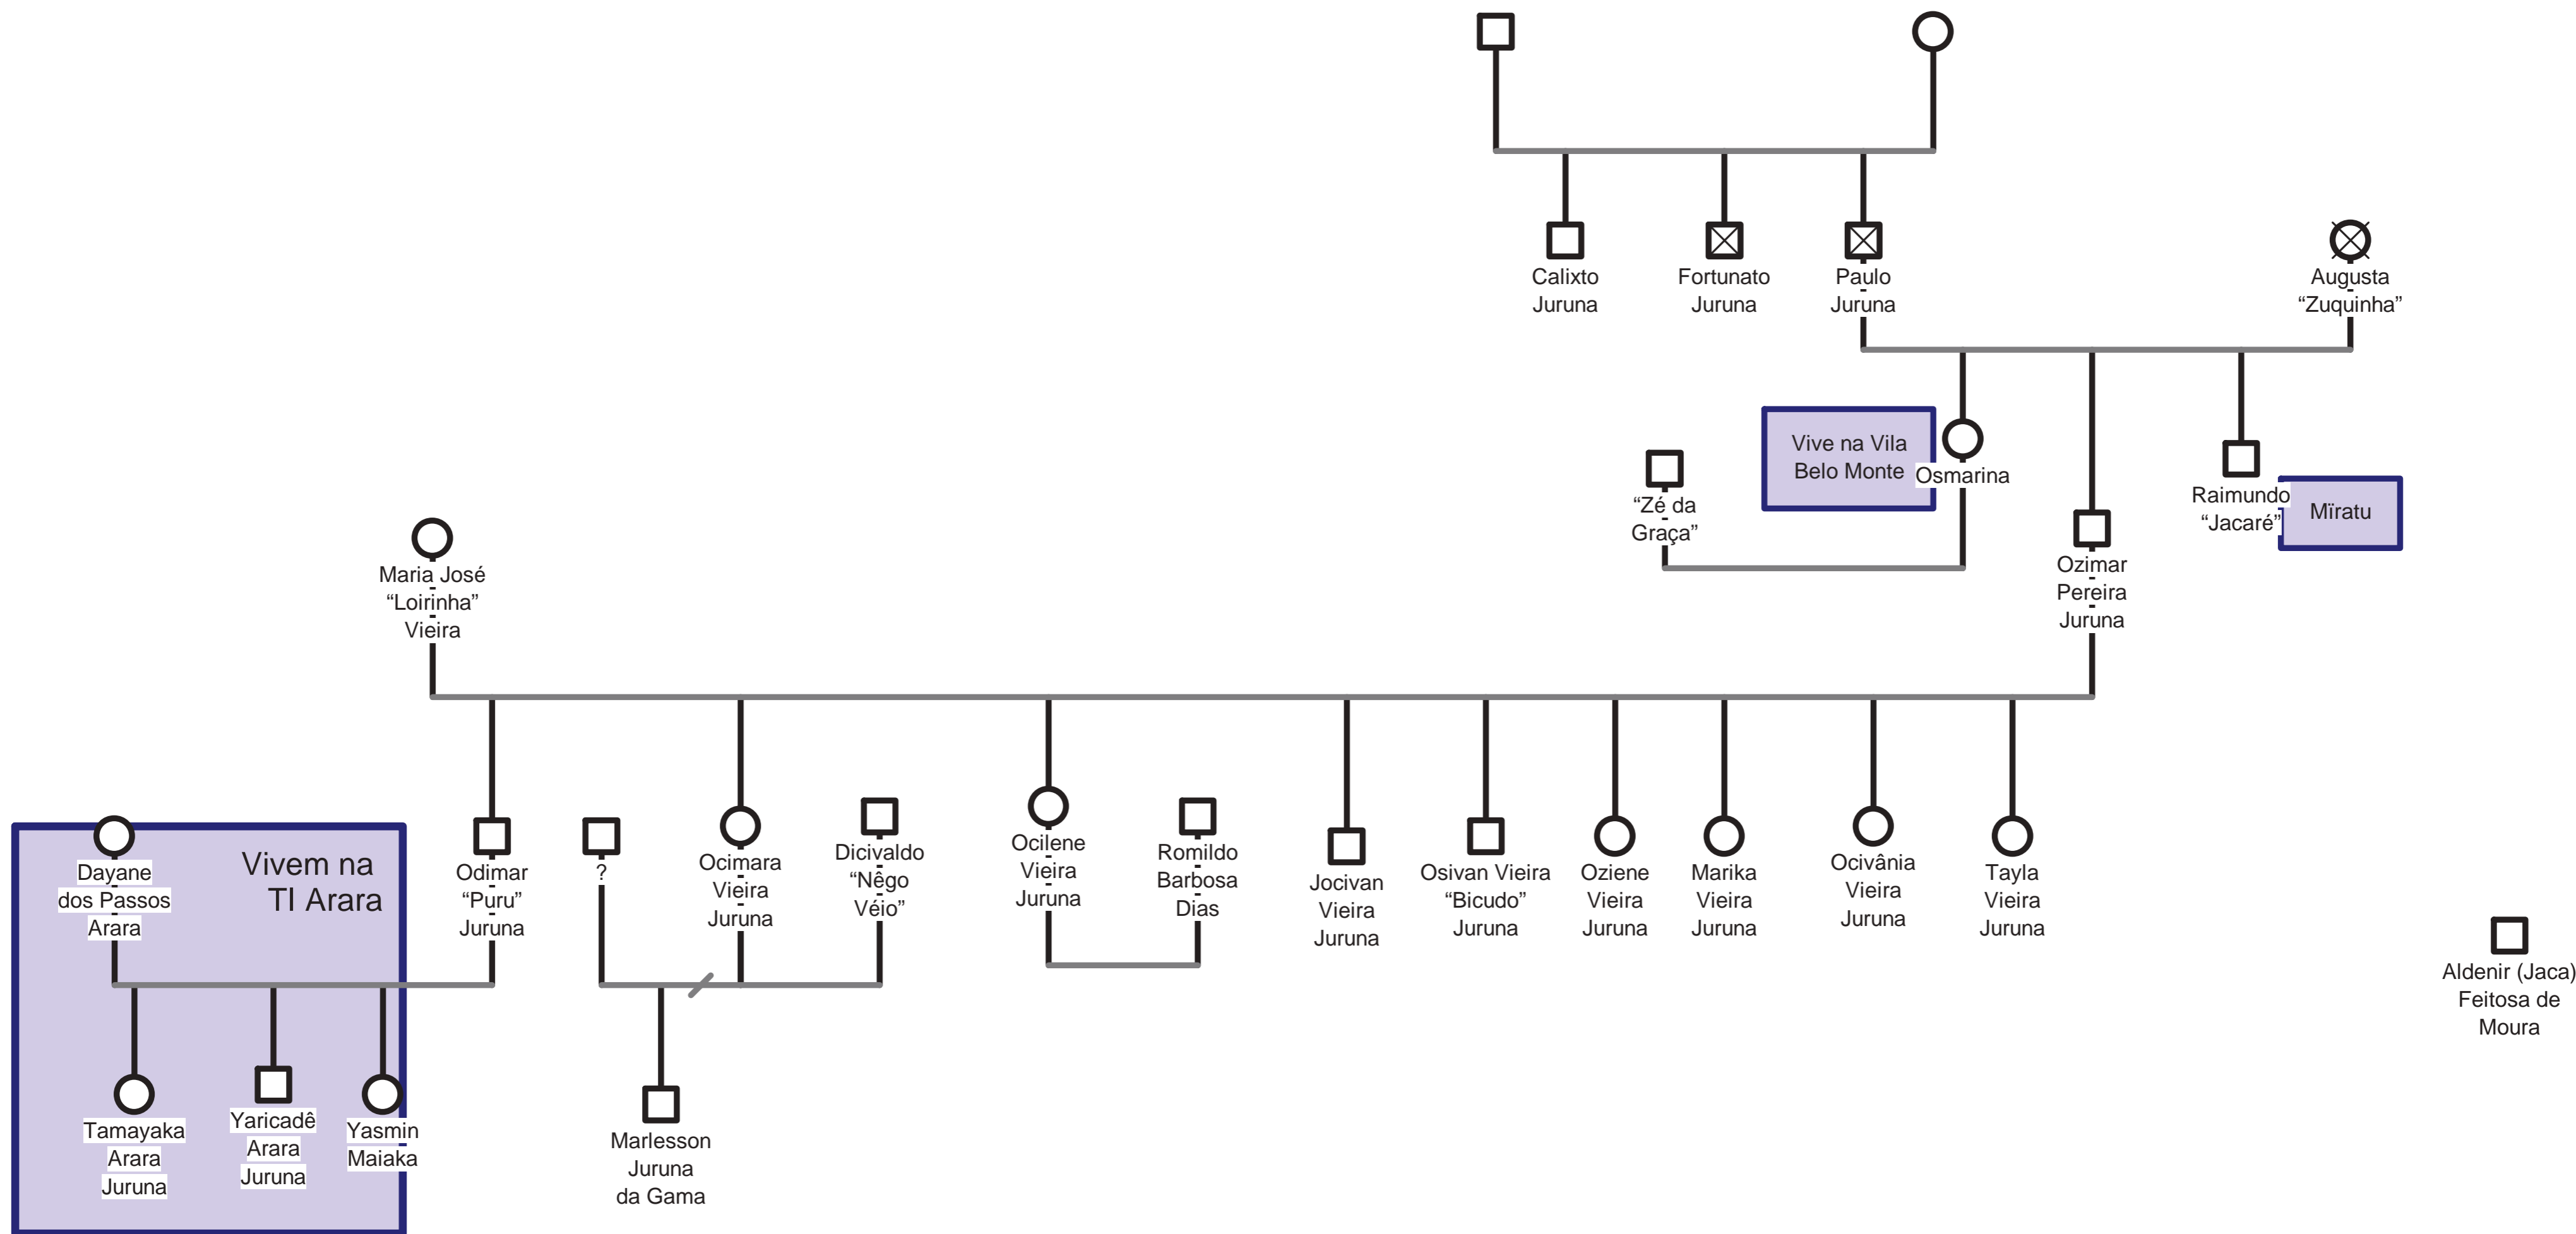 Calixto
Juruna
Fortunato
Juruna
Paulo
Juruna
Augusta
“Zuquinha”
Vive na Vila
Belo Monte
Osmarina
“Zé da
Graça”
Raimundo
“Jacaré”
Mïratu
Ozimar
Pereira
Juruna
Maria José
“Loirinha”
Vieira
Vivem na
TI Arara
Dayane
dos Passos
Arara
Odimar
“Puru”
Juruna
?
Ocimara
Vieira
Juruna
Dicivaldo
“Nêgo
Véio”
Ocilene
Vieira
Juruna
Romildo
Barbosa
Dias
Jocivan
Vieira
Juruna
Osivan Vieira
“Bicudo”
Juruna
Oziene
Vieira
Juruna
Marika
Vieira
Juruna
Ocivânia
Vieira
Juruna
Tayla
Vieira
Juruna
Aldenir (Jaca)
Feitosa de
Moura
Tamayaka
Arara
Juruna
Yaricadê
Arara
Juruna
Yasmin
Maiaka
Marlesson
Juruna
da Gama